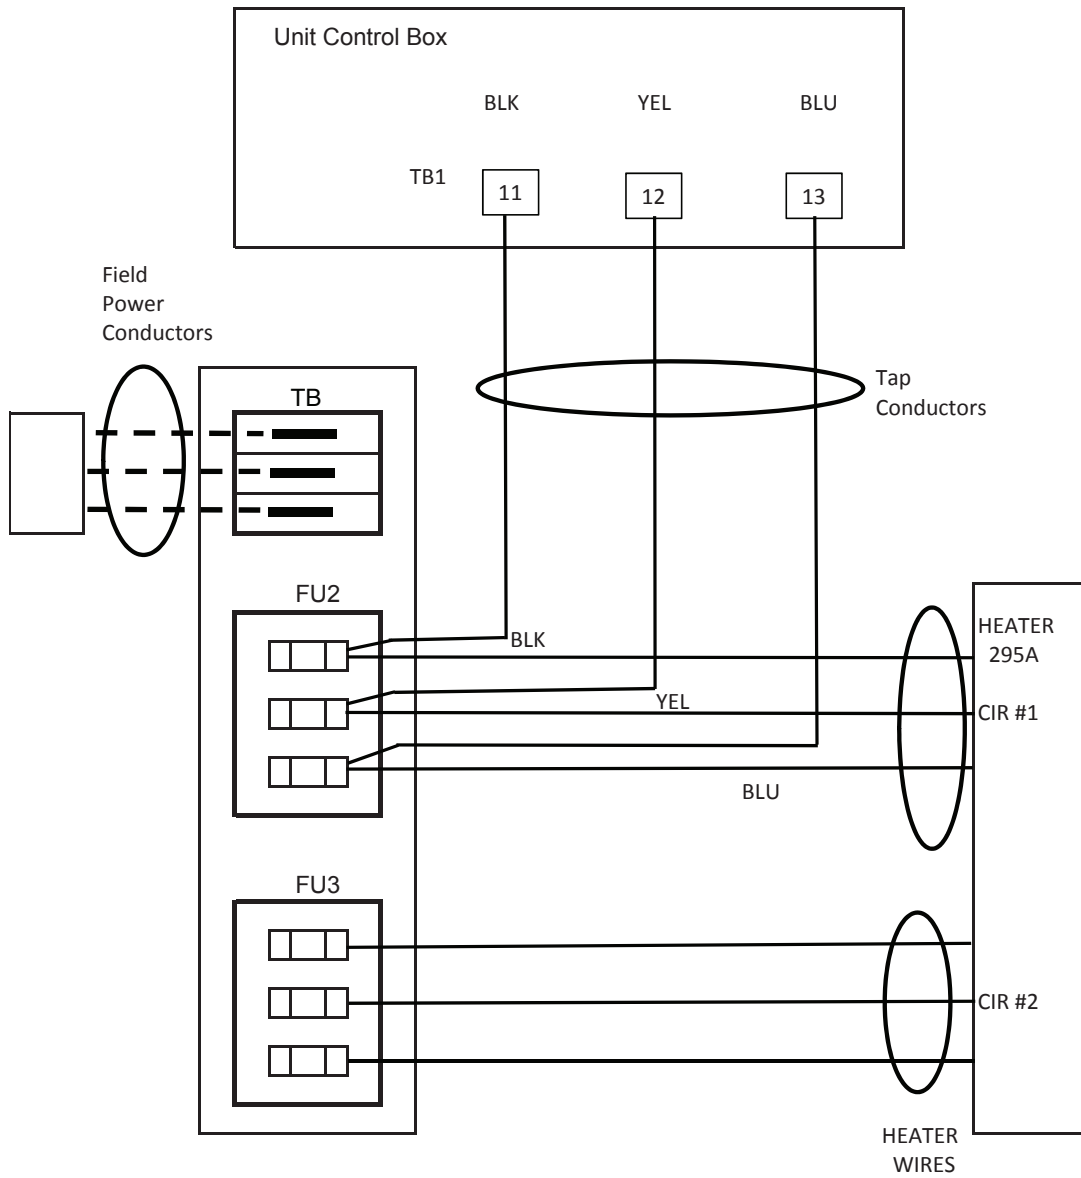 Unit Control Box
BLK
YEL
BLU
TB1
11
12
13
Field
Power
Conductors
TB
Tap
Conductors
FU2
BLK
YEL
BLU
HEATER
295A
CIR #1
FU3
CIR #2
HEATER
WIRES